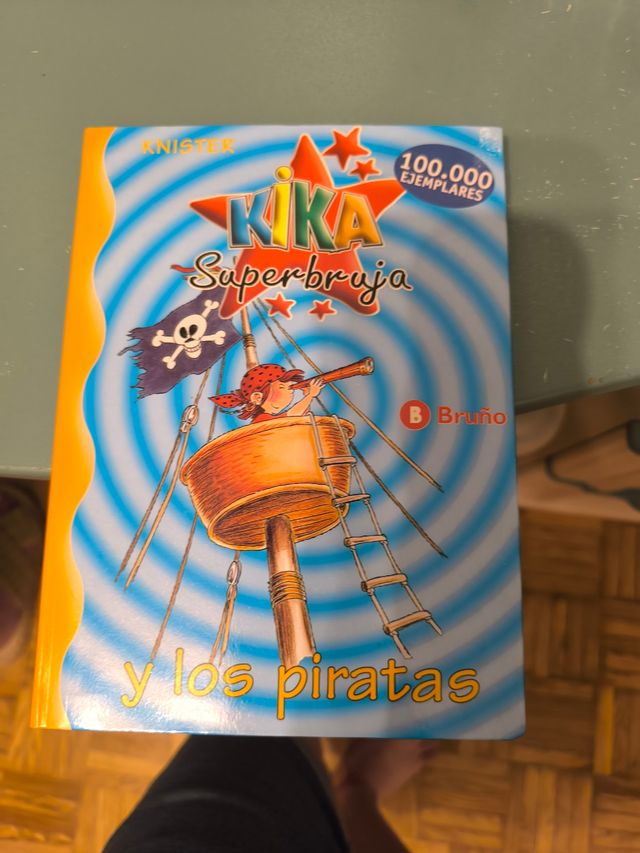 KNISTER
100.000
EJEMPLARES
KIKA
Superbruja
B Bruño
y los piratas